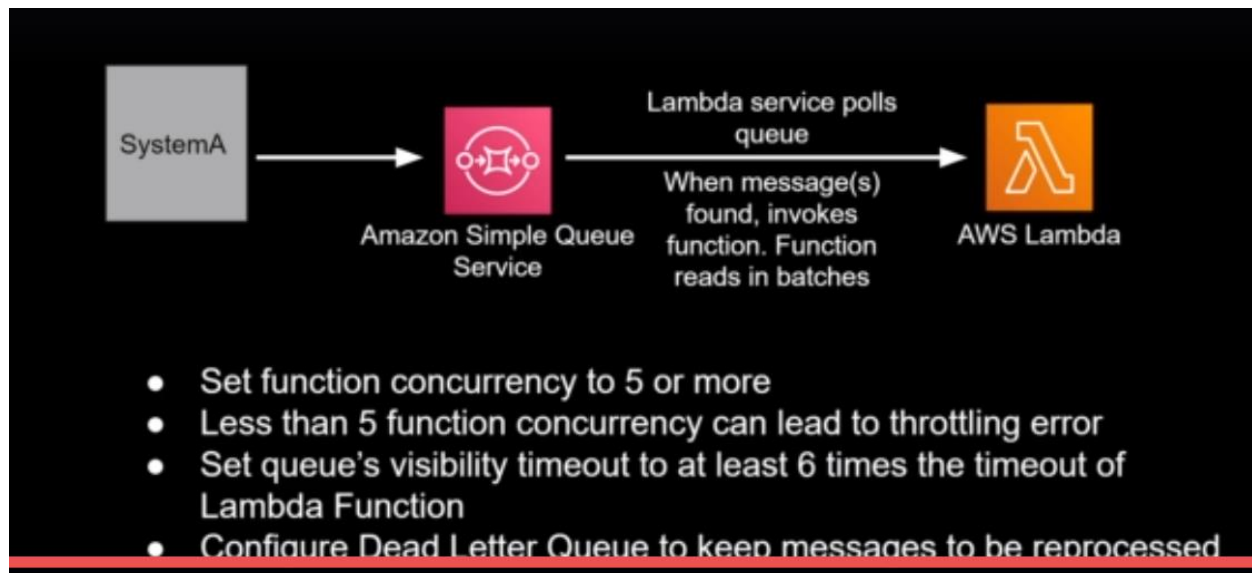 SystemA
Amazon Simple Queue
Service
Lambda service polls
queue
When message(s)
found, invokes
function. Function
reads in batches
AWS Lambda
● Set function concurrency to 5 or more
● Less than 5 function concurrency can lead to throttling error
● Set queue’s visibility timeout to at least 6 times the timeout of
Lambda Function
● Configure Dead Letter Queue to keep messages to be reprocessed